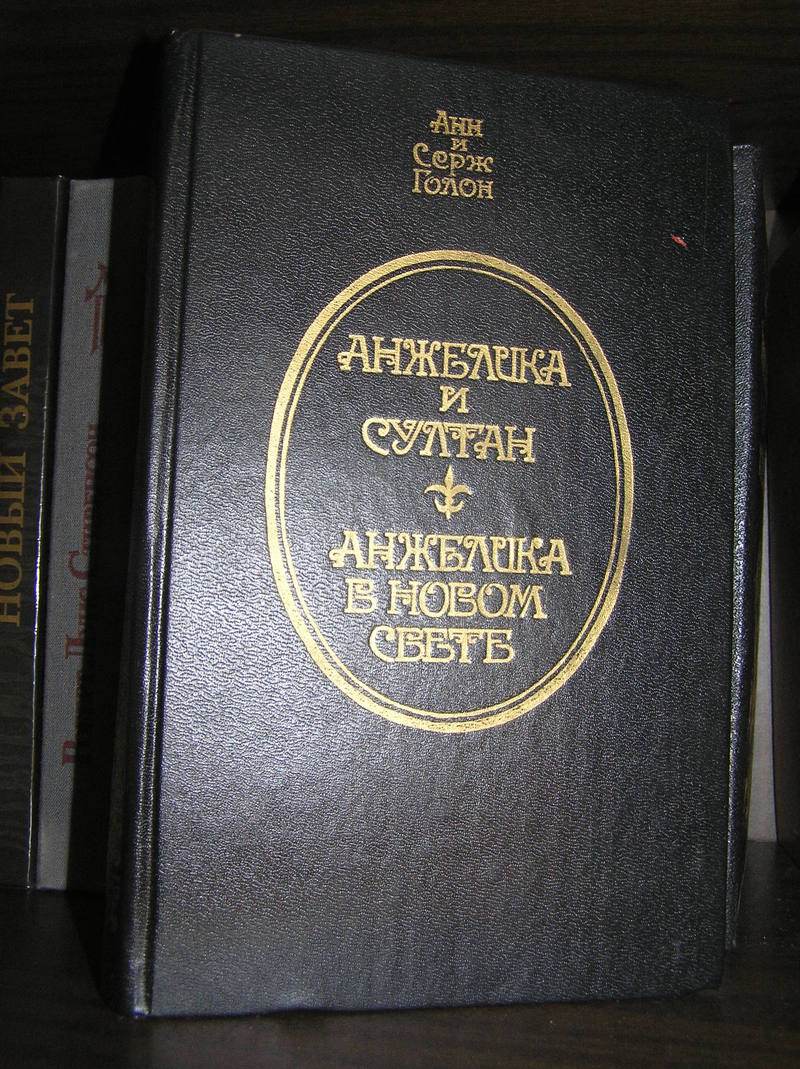 Анн
и
Серж
Голон
АНЖЕЛИКА
И
СУЛТАН
АНЖЕЛИКА
В НОВОМ
СВЕТЕ
НОВЫЙ ЗАВЕТ